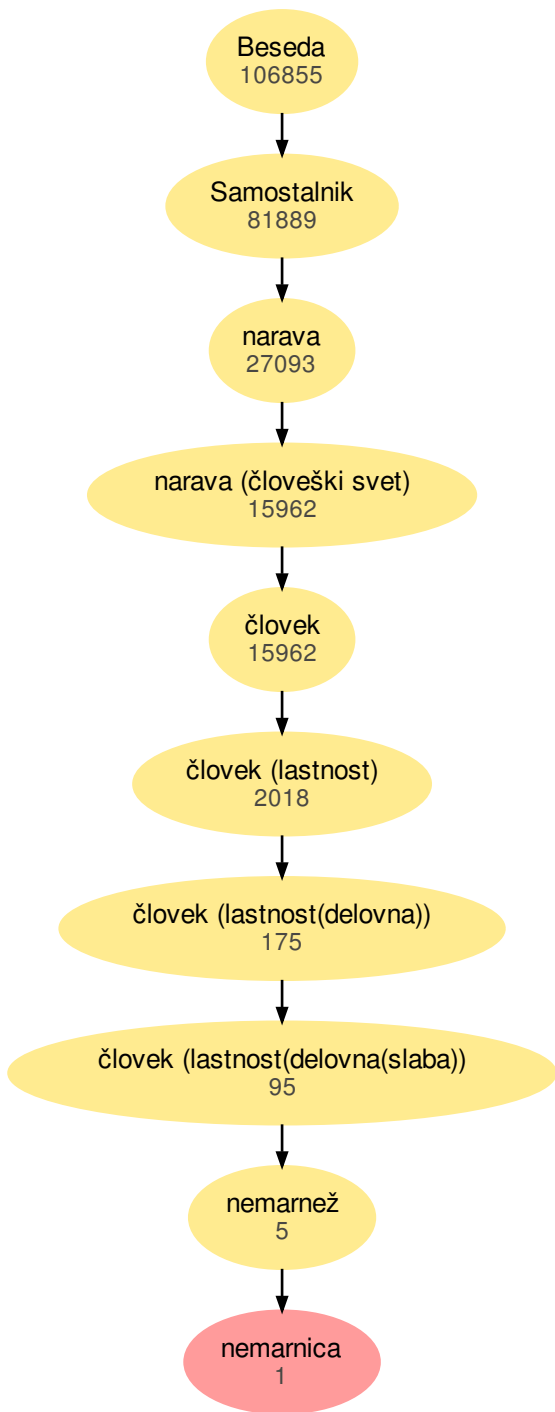 Beseda
106855
Samostalnik
81889
narava
27093
narava (človeški svet)
15962
človek
15962
človek (lastnost)
2018
človek (lastnost(delovna))
175
človek (lastnost(delovna(slaba))
95
nemarnež
5
nemarnica
1